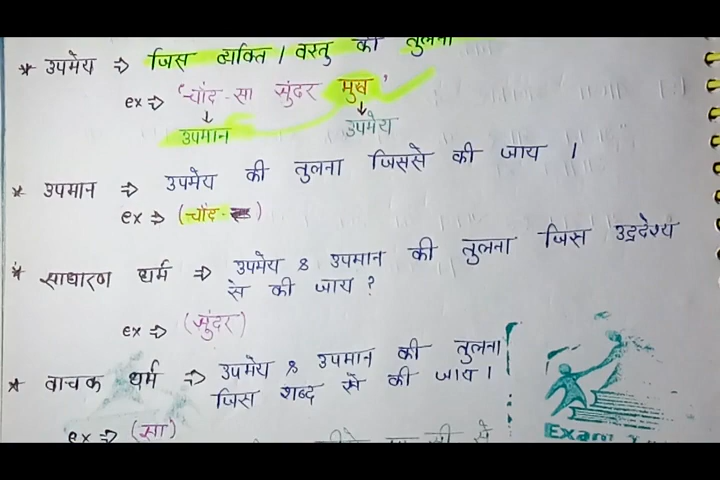 * उपमेय => जिस व्यक्ति / वस्तु की तुलना
ex => 'चाँद-सा सुंदर मुख'
↓ ↓
उपमान उपमेय
* उपमान => उपमेय की तुलना जिससे की जाय ।
ex => (चाँद- )
* साधारण धर्म => उपमेय & उपमान की तुलना जिस उद्ददेश्य
से की जाय ?
ex => (सुंदर)
* वाचक धर्म => उपमेय & उपमान की तुलना
जिस शब्द से की जाय ।
ex => (सा)
Exam